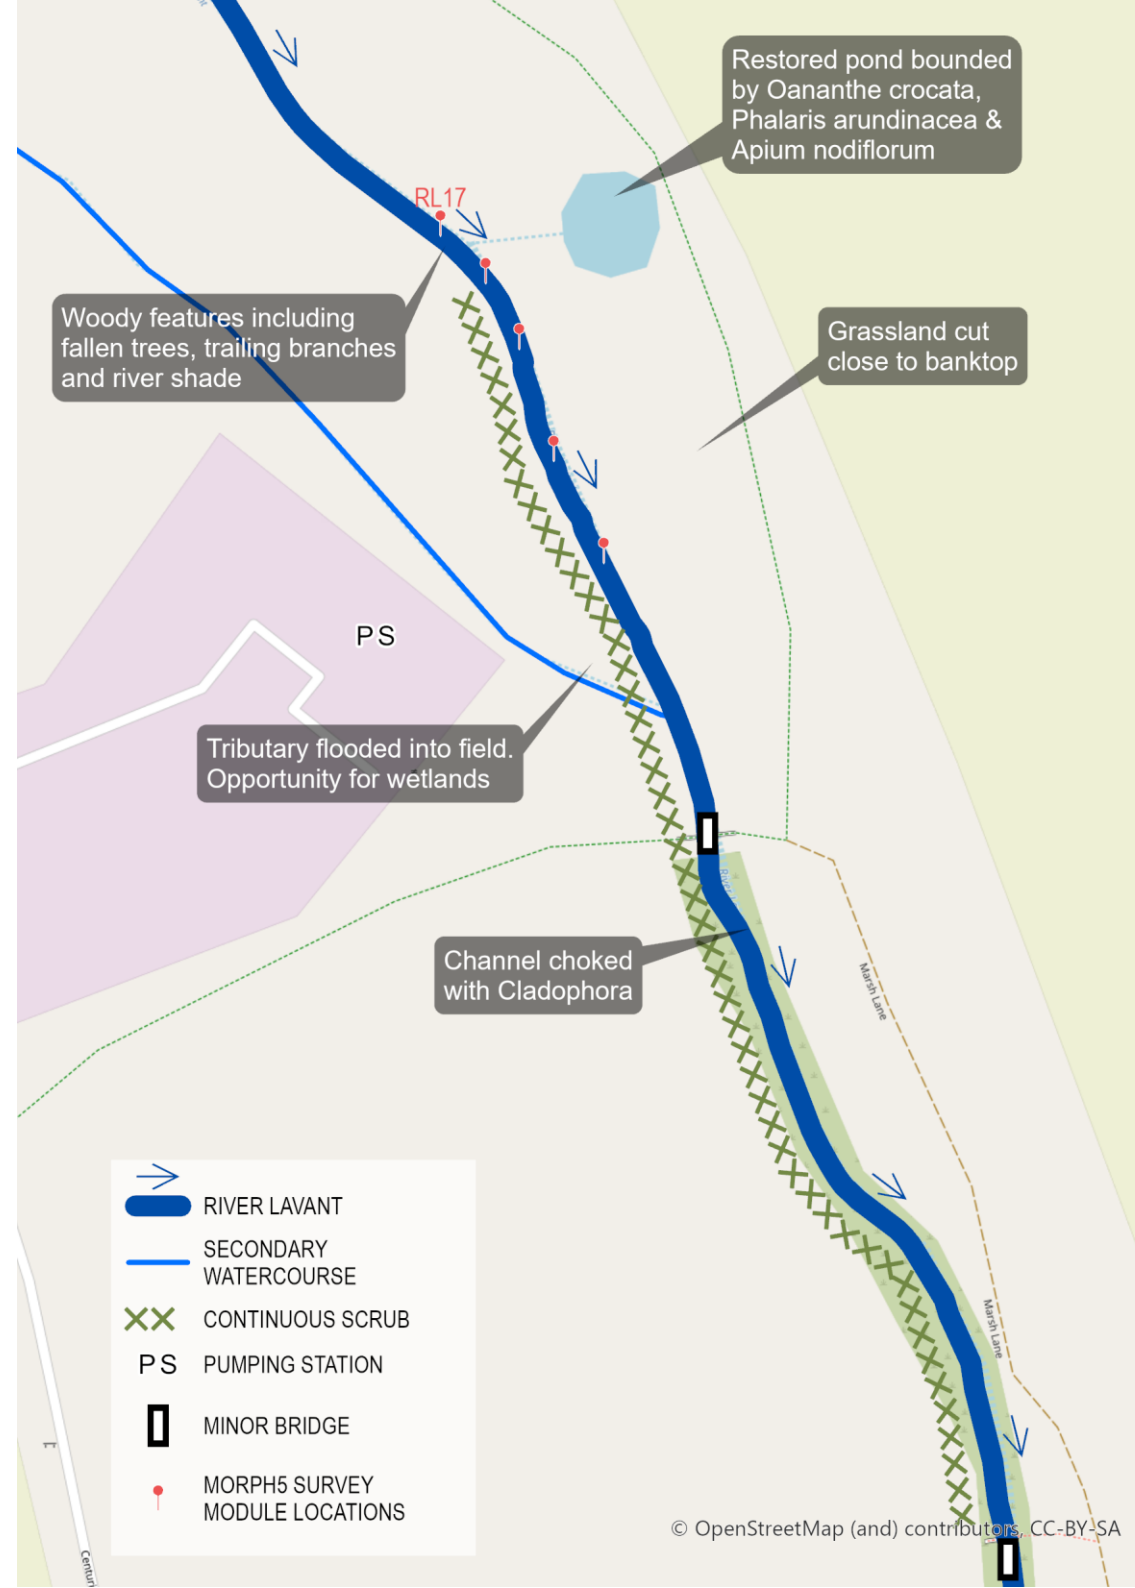 Restored pond bounded
by Oananthe crocata,
Phalaris arundinacea &
Apium nodiflorum
RL17
Woody features including
fallen trees, trailing branches
and river shade
Grassland cut
close to banktop
PS
Tributary flooded into field.
Opportunity for wetlands
Channel choked
with Cladophora
Marsh Lane
Marsh Lane
RIVER LAVANT
SECONDARY
WATERCOURSE
CONTINUOUS SCRUB
PS PUMPING STATION
MINOR BRIDGE
MORPH5 SURVEY
MODULE LOCATIONS
© OpenStreetMap (and) contributors, CC-BY-SA